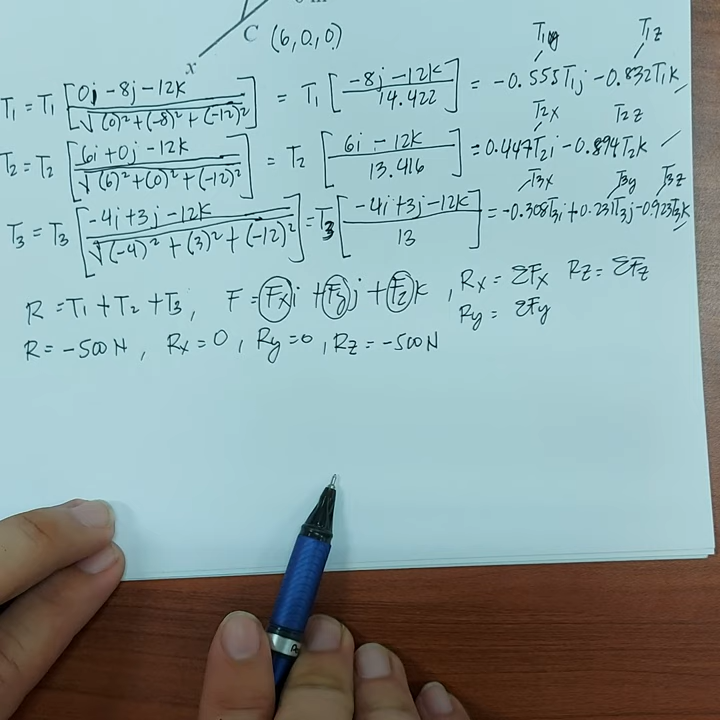 C (6,0,0)
x
T1y T1z
T1 = T1 [0j - 8j - 12k / √(0)²+(-8)²+(-12)²] = T1 [-8j - 12k / 14.422] = -0.555T1j - 0.832T1k
T2x T2z
T2 = T2 [6i + 0j - 12k / √(6)²+(0)²+(-12)²] = T2 [6i - 12k / 13.416] = 0.447T2i - 0.894T2k
T3x T3y T3z
T3 = T3 [-4i + 3j - 12k / √(-4)² + (3)² + (-12)²] = T3 [-4i + 3j - 12k / 13] = -0.308T3i + 0.231T3j - 0.923T3k
R = T1 + T2 + T3, F = Fxi + Fyj + Fzk, Rx = ΣFx Rz = ΣFz
Ry = ΣFy
R = -500N, Rx = 0, Ry = 0, Rz = -500N